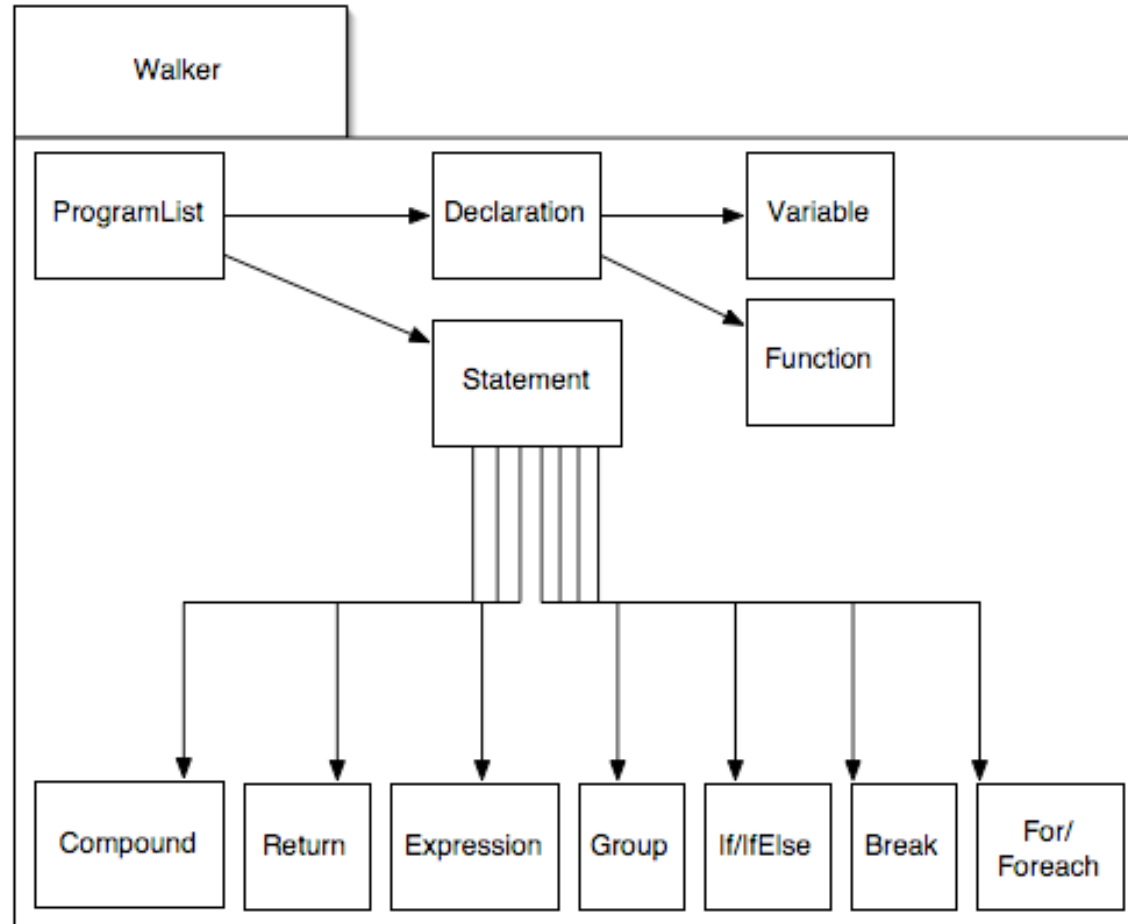 Walker
ProgramList
Declaration
Variable
Function
Statement
Compound
Return
Expression
Group
If/IfElse
Break
For/
Foreach